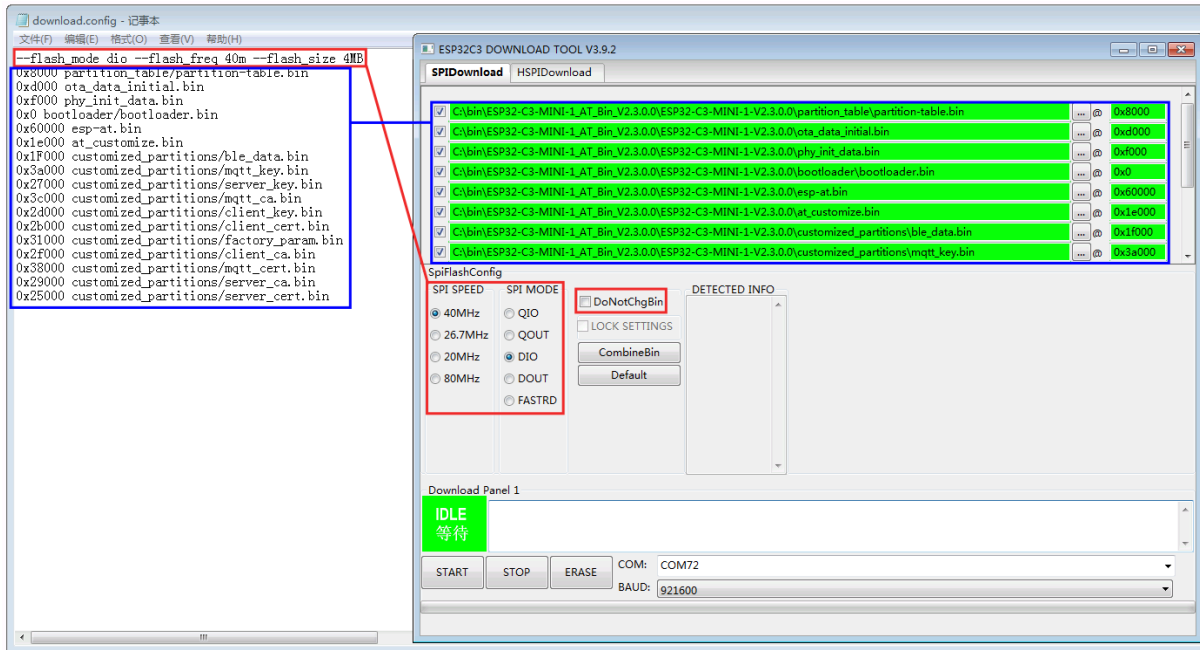 download.config - 记事本
文件(F) 编辑(E) 格式(O) 查看(V) 帮助(H)
--flash_mode dio --flash_freq 40m --flash_size 4MB
0x8000 partition_table/partition-table.bin
0xd000 ota_data_initial.bin
0xf000 phy_init_data.bin
0x0 bootloader/bootloader.bin
0x60000 esp-at.bin
0x1e000 at_customize.bin
0x1F000 customized_partitions/ble_data.bin
0x3a000 customized_partitions/mqtt_key.bin
0x27000 customized_partitions/server_key.bin
0x3c000 customized_partitions/mqtt_ca.bin
0x2d000 customized_partitions/client_key.bin
0x2b000 customized_partitions/client_cert.bin
0x31000 customized_partitions/factory_param.bin
0x2f000 customized_partitions/client_ca.bin
0x38000 customized_partitions/mqtt_cert.bin
0x29000 customized_partitions/server_ca.bin
0x25000 customized_partitions/server_cert.bin
ESP32C3 DOWNLOAD TOOL V3.9.2
SPIDownload HSPIDownload
C:\bin\ESP32-C3-MINI-1_AT_Bin_V2.3.0.0\ESP32-C3-MINI-1-V2.3.0.0\partition_table\partition-table.bin ... @ 0x8000
C:\bin\ESP32-C3-MINI-1_AT_Bin_V2.3.0.0\ESP32-C3-MINI-1-V2.3.0.0\ota_data_initial.bin ... @ 0xd000
C:\bin\ESP32-C3-MINI-1_AT_Bin_V2.3.0.0\ESP32-C3-MINI-1-V2.3.0.0\phy_init_data.bin ... @ 0xf000
C:\bin\ESP32-C3-MINI-1_AT_Bin_V2.3.0.0\ESP32-C3-MINI-1-V2.3.0.0\bootloader\bootloader.bin ... @ 0x0
C:\bin\ESP32-C3-MINI-1_AT_Bin_V2.3.0.0\ESP32-C3-MINI-1-V2.3.0.0\esp-at.bin ... @ 0x60000
C:\bin\ESP32-C3-MINI-1_AT_Bin_V2.3.0.0\ESP32-C3-MINI-1-V2.3.0.0\at_customize.bin ... @ 0x1e000
C:\bin\ESP32-C3-MINI-1_AT_Bin_V2.3.0.0\ESP32-C3-MINI-1-V2.3.0.0\customized_partitions\ble_data.bin ... @ 0x1f000
C:\bin\ESP32-C3-MINI-1_AT_Bin_V2.3.0.0\ESP32-C3-MINI-1-V2.3.0.0\customized_partitions\mqtt_key.bin ... @ 0x3a000
SpiFlashConfig
SPI SPEED SPI MODE DETECTED INFO
DoNotChgBin
40MHz QIO
LOCK SETTINGS
26.7MHz QOUT
CombineBin
20MHz DIO
Default
80MHz DOUT
FASTRD
Download Panel 1
IDLE
等待
START STOP ERASE
COM: COM72
BAUD: 921600